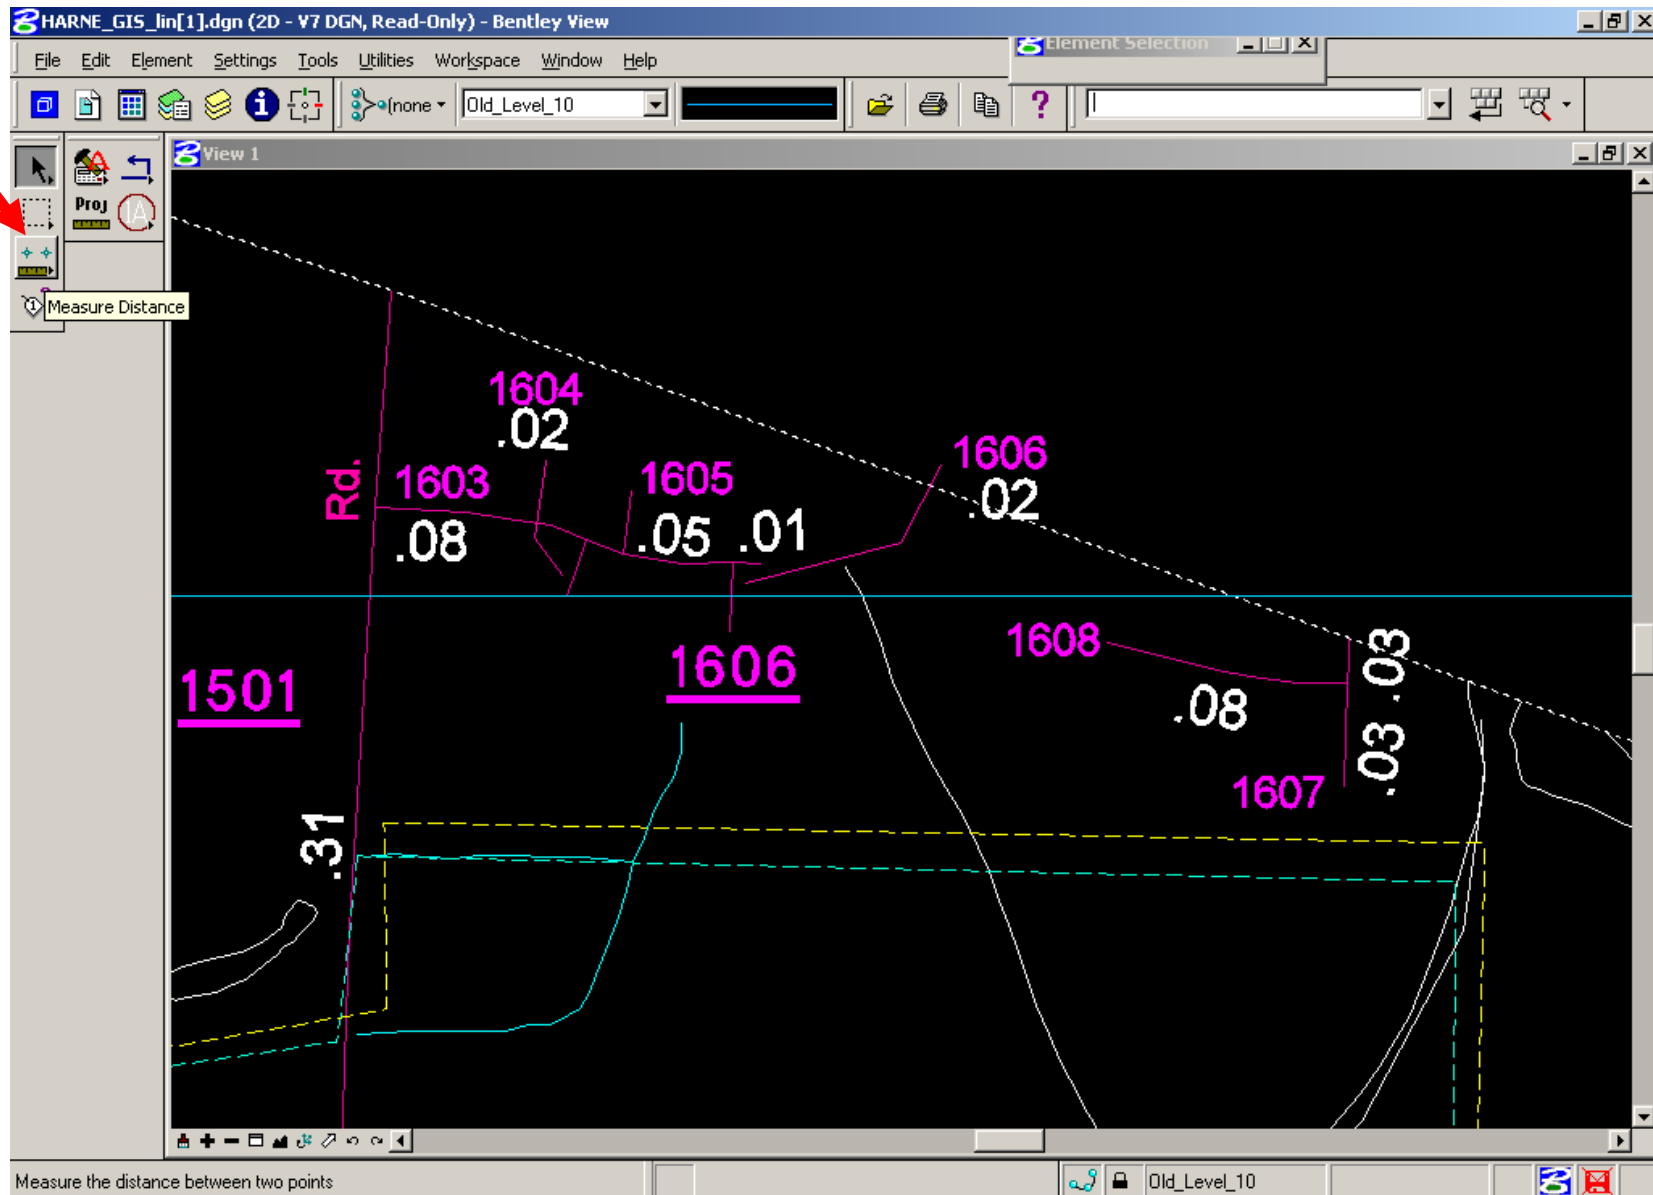 HARNE_GIS_lin[1].dgn (2D - V7 DGN, Read-Only) - Bentley View
Element Selection
File Edit Element Settings Tools Utilities Workspace Window Help
(none Old_Level_10
View 1
Proj
1A
Measure Distance
1
1604
.02
1606
.02
Rd.
1603
.08
1605
.05 .01
1608
.03
1606
1501
.08
.03
1607
.31
Measure the distance between two points
Old_Level_10